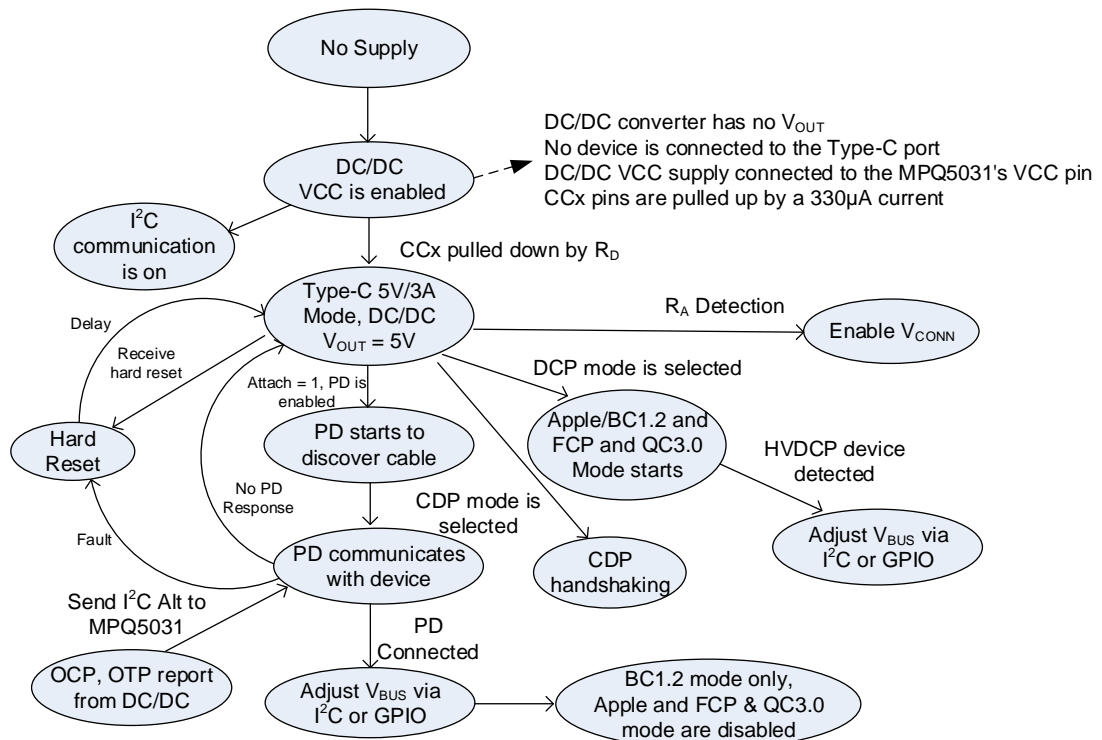 No Supply
DC/DC
VCC is enabled
DC/DC converter has no VOUT
No device is connected to the Type-C port
DC/DC VCC supply connected to the MPQ5031's VCC pin
CCx pins are pulled up by a 330µA current
I2C
communication
is on
CCx pulled down by RD
Type-C 5V/3A
Mode, DC/DC
VOUT = 5V
RA Detection
Enable VCONN
Delay
Receive
hard reset
Attach = 1, PD is
enabled
DCP mode is selected
Hard
Reset
PD starts to
discover cable
Apple/BC1.2 and
FCP and QC3.0
Mode starts
HVDCP device
detected
No PD
Response
CDP mode is
selected
Fault
PD communicates
with device
CDP
handshaking
Adjust VBUS via
I2C or GPIO
Send I2C Alt to
MPQ5031
PD
Connected
OCP, OTP report
from DC/DC
Adjust VBUS via
I2C or GPIO
BC1.2 mode only,
Apple and FCP & QC3.0
mode are disabled